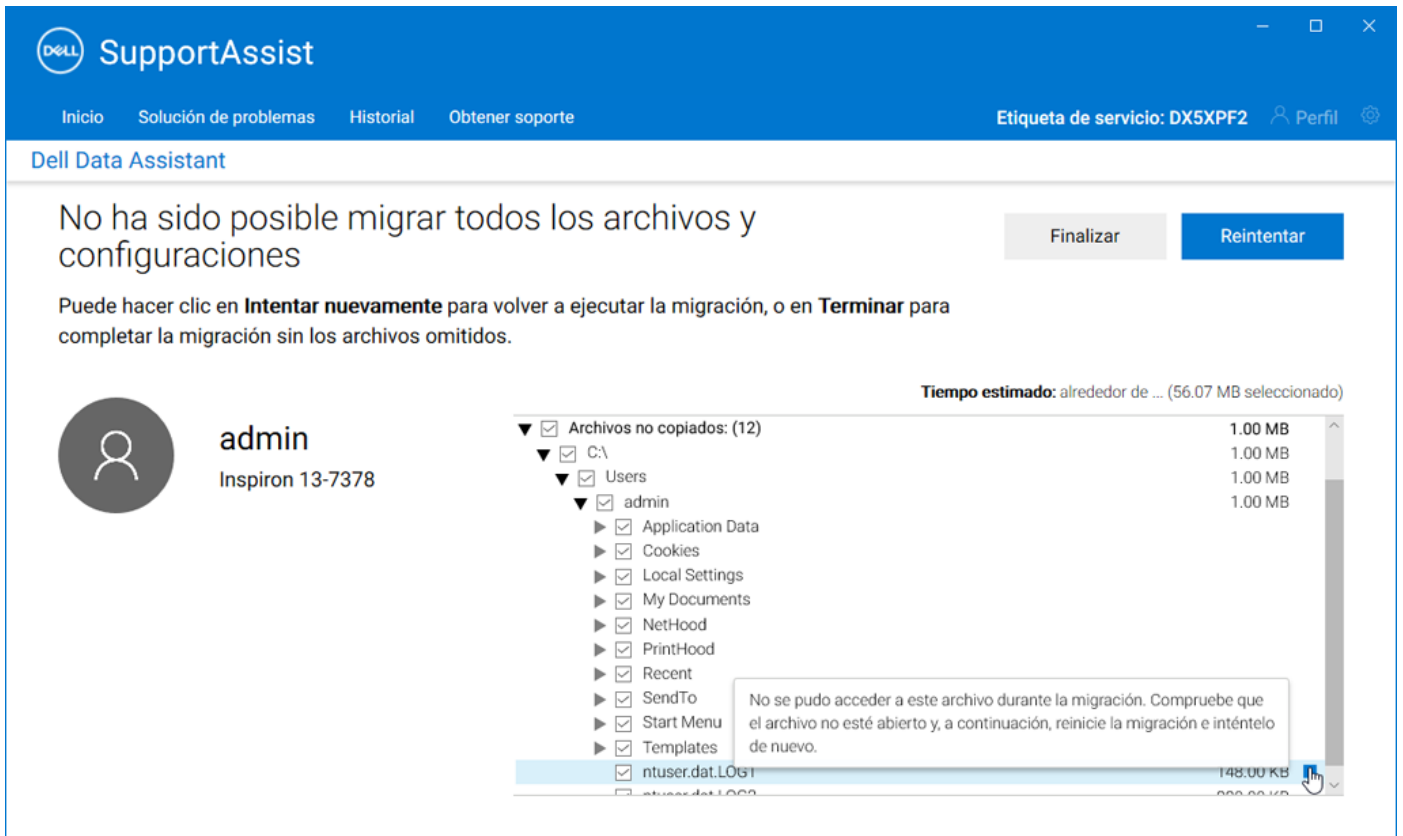 DELL SupportAssist
Inicio Solución de problemas Historial Obtener soporte Etiqueta de servicio: DX5XPF2 Perfil
Dell Data Assistant
No ha sido posible migrar todos los archivos y
configuraciones
Finalizar Reintentar
Puede hacer clic en Intentar nuevamente para volver a ejecutar la migración, o en Terminar para
completar la migración sin los archivos omitidos.
Tiempo estimado: alrededor de ... (56.07 MB seleccionado)
admin
Inspiron 13-7378
Archivos no copiados: (12) 1.00 MB
C:\ 1.00 MB
Users 1.00 MB
admin 1.00 MB
Application Data
Cookies
Local Settings
My Documents
NetHood
PrintHood
Recent
SendTo
Start Menu
Templates
No se pudo acceder a este archivo durante la migración. Compruebe que
el archivo no esté abierto y, a continuación, reinicie la migración e inténtelo
de nuevo.
ntuser.dat.LOG1 148.00 KB